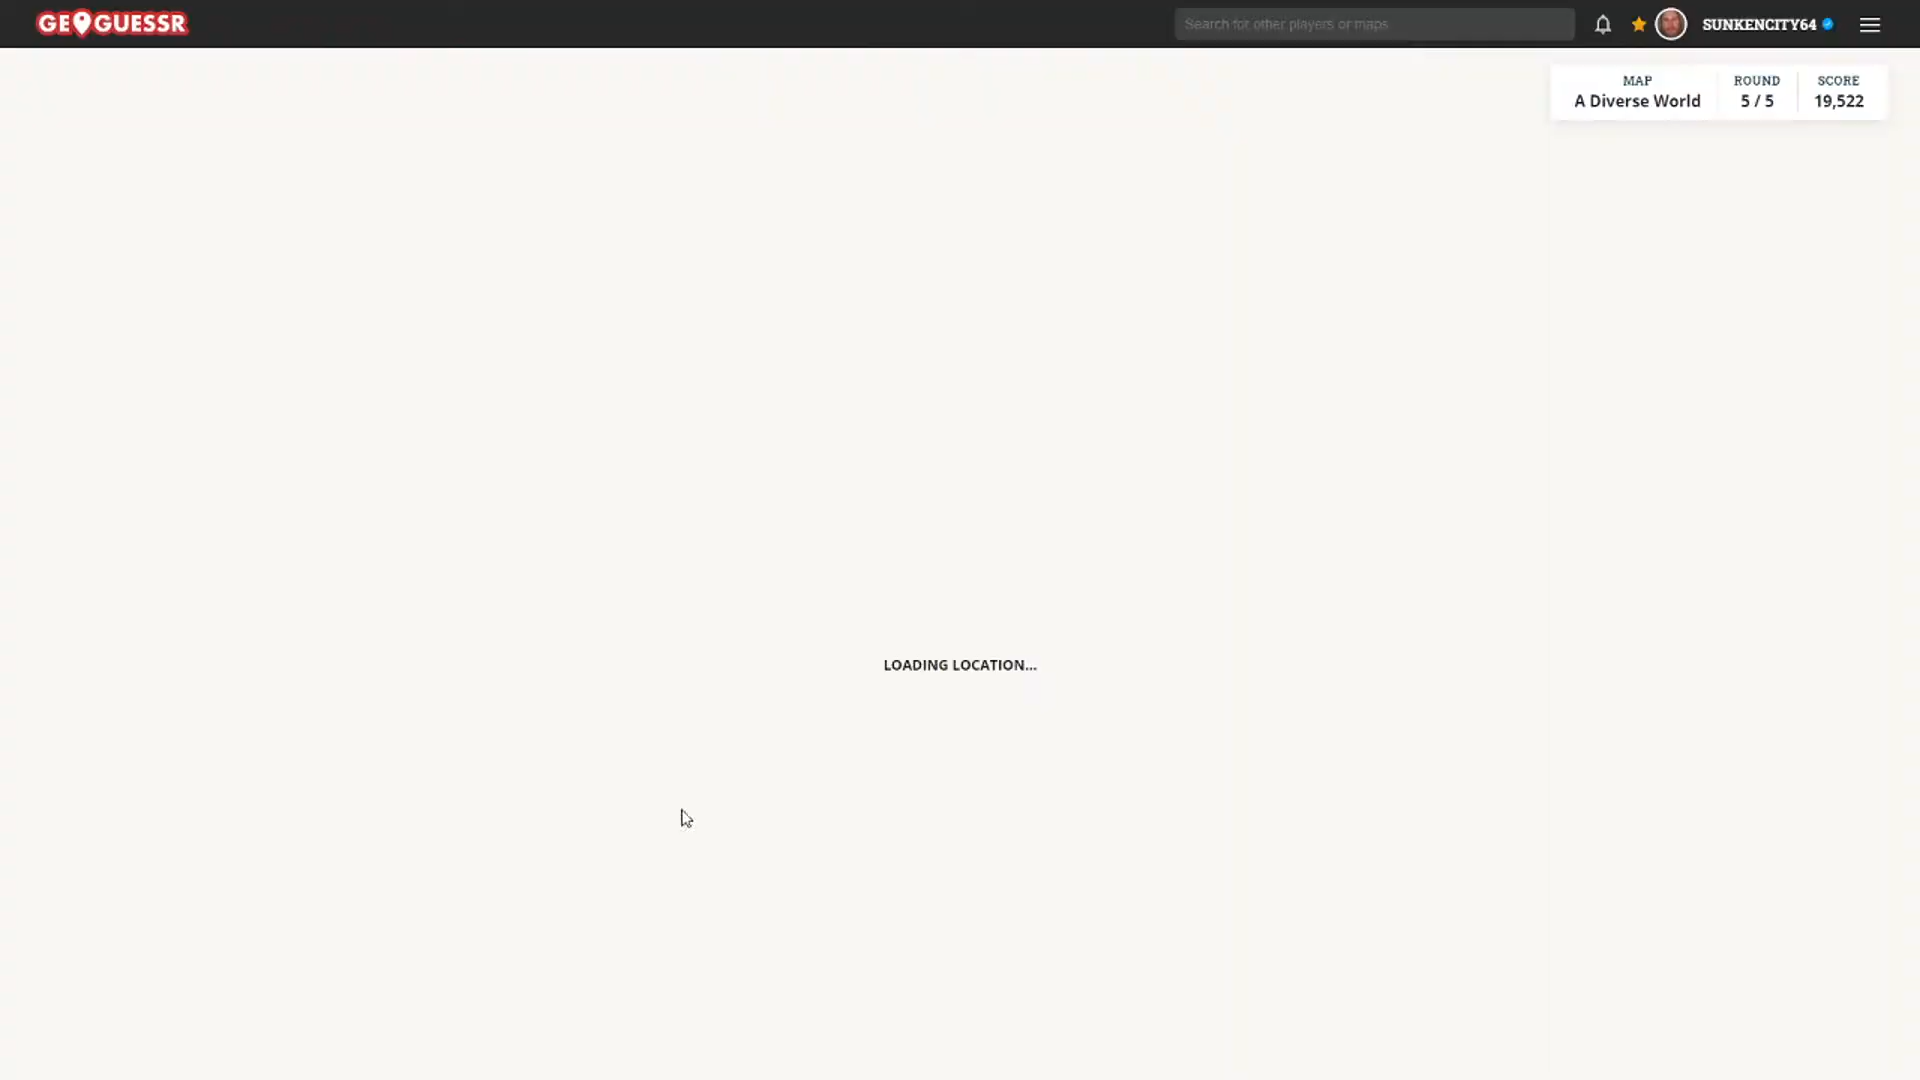 GEOGUESSR
Search for other players or maps
SUNKENCITY64
MAP
A Diverse World
ROUND
5 / 5
SCORE
19,522
LOADING LOCATION...